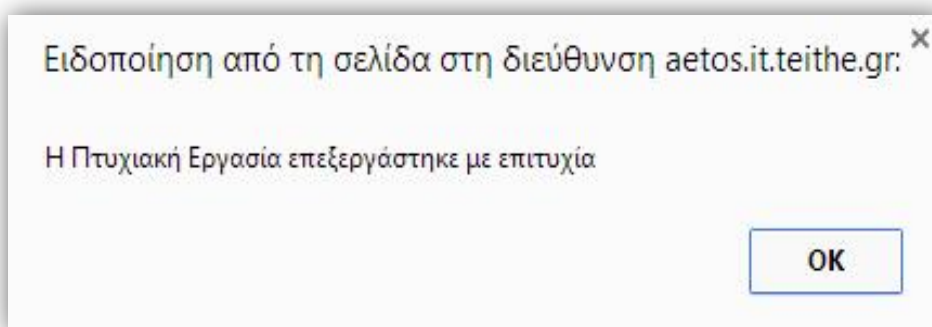 Ειδοποίηση από τη σελίδα στη διεύθυνση aetos.it.teithe.gr:
Η Πτυχιακή Εργασία επεξεργάστηκε με επιτυχία
OK